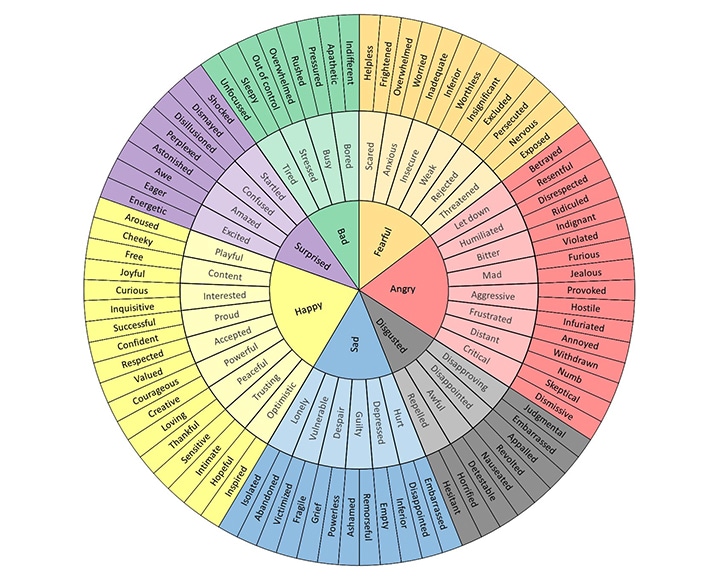 Bad
Fearful
Angry
Disgusted
Sad
Happy
Surprised
Tired
Stressed
Busy
Bored
Scared
Anxious
Insecure
Weak
Rejected
Threatened
Let down
Humiliated
Bitter
Mad
Aggressive
Frustrated
Distant
Critical
Disapproving
Disappointed
Awful
Repelled
Hurt
Depressed
Guilty
Despair
Vulnerable
Lonely
Optimistic
Trusting
Peaceful
Powerful
Accepted
Proud
Interested
Content
Playful
Excited
Amazed
Confused
Startled
Unfocussed
Sleepy
Out of control
Overwhelmed
Rushed
Pressured
Apathetic
Indifferent
Helpless
Frightened
Overwhelmed
Worried
Inadequate
Inferior
Worthless
Insignificant
Excluded
Persecuted
Nervous
Exposed
Betrayed
Resentful
Disrespected
Ridiculed
Indignant
Violated
Furious
Jealous
Provoked
Hostile
Infuriated
Annoyed
Withdrawn
Numb
Skeptical
Dismissive
Judgmental
Embarrassed
Appalled
Revolted
Nauseated
Detestable
Horrified
Hesitant
Embarrassed
Disappointed
Inferior
Empty
Remorseful
Ashamed
Powerless
Grief
Fragile
Victimized
Abandoned
Isolated
Inspired
Hopeful
Intimate
Sensitive
Thankful
Loving
Creative
Courageous
Valued
Respected
Confident
Successful
Inquisitive
Curious
Joyful
Free
Cheeky
Aroused
Energetic
Eager
Awe
Astonished
Perplexed
Disillusioned
Dismayed
Shocked